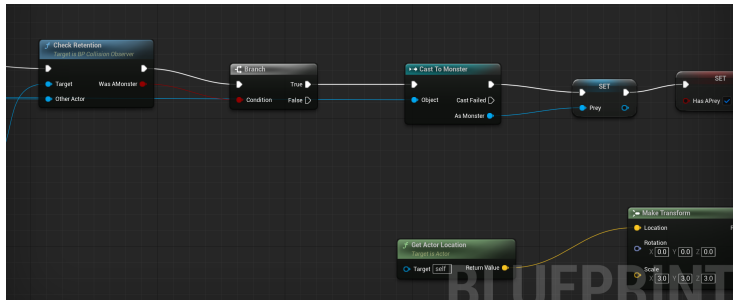 Check Retention
Target is BP Collision Observer
Target
Was AMonster
Other Actor
Branch
True
Condition
False
Cast To Monster
Object
Cast Failed
As Monster
SET
Prey
SET
Has APrey
Get Actor Location
Target is Actor
Target self
Return Value
Make Transform
Location
Rotation
X 0.0 Y 0.0 Z 0.0
Scale
X 3.0 Y 3.0 Z 3.0
BLUEPRINT